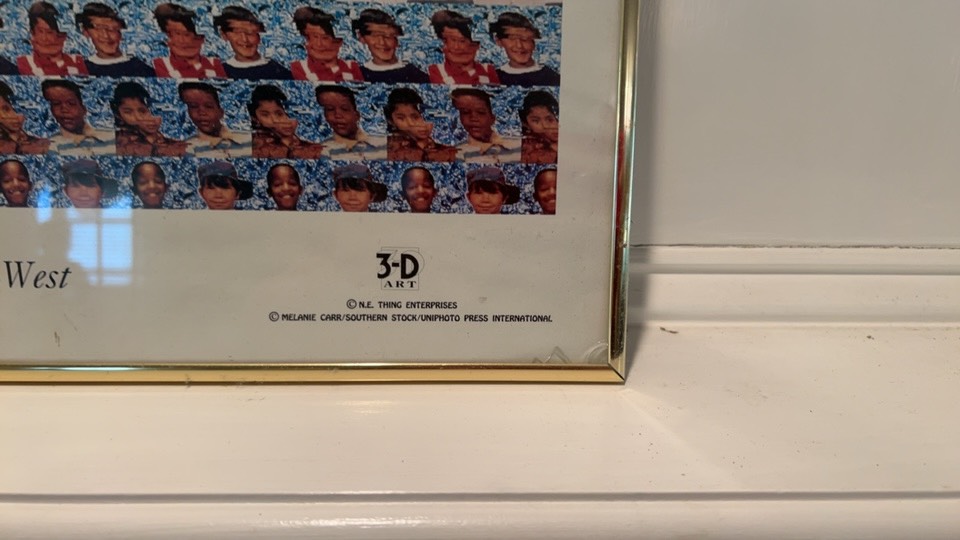 West
3-D
ART
© N.E. THING ENTERPRISES
© MELANIE CARR/SOUTHERN STOCK/UNIPHOTO PRESS INTERNATIONAL